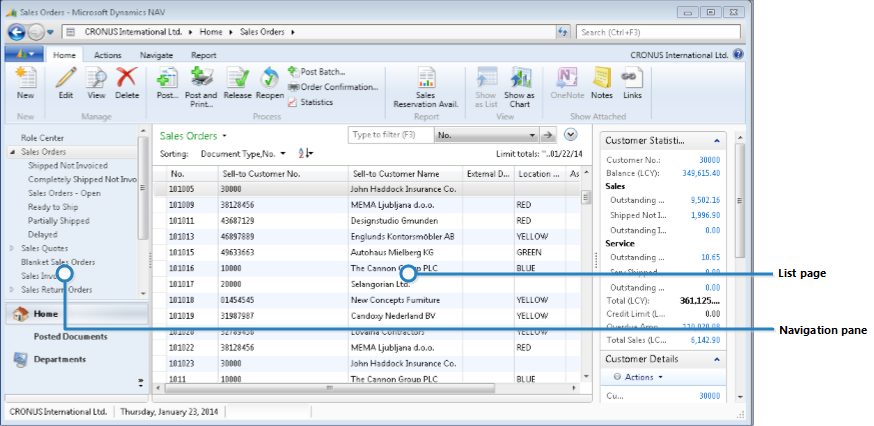 Sales Orders - Microsoft Dynamics NAV
CRONUS International Ltd. Home Sales Orders Search (Ctrl+F3)
Home Actions Navigate Report CRONUS International Ltd.
New Edit View Delete Post... Post and Print... Release Reopen Post Batch... Order Confirmation... Statistics Sales Reservation Avail. Show as List Show as Chart OneNote Notes Links
New Manage Process Report View Show Attached
Role Center
Sales Orders
Shipped Not Invoiced
Completely Shipped Not Invo
Sales Orders - Open
Ready to Ship
Partially Shipped
Delayed
Sales Quotes
Blanket Sales Orders
Sales Invo
Sales Return Orders
Home
Posted Documents
Departments
Sales Orders Type to filter (F3) No.
Sorting: Document Type,No. Limit totals: ''..01/22/14
No. Sell-to Customer No. Sell-to Customer Name External D... Location ... As
101005 30000 John Haddock Insurance Co.
101009 38128456 MEMA Ljubljana d.o.o. RED
101011 43687129 Designstudio Gmunden RED
101013 46897889 Englunds Kontorsmöbler AB YELLOW
101015 49633663 Autohaus Mielberg KG GREEN
101016 10000 The Cannon Group PLC BLUE
101017 20000 Selangorian Ltd.
101018 01454545 New Concepts Furniture YELLOW
101019 31987987 Candoxy Nederland BV YELLOW
101020 32789456 Lovaina Contractors YELLOW
101022 38128456 MEMA Ljubljana d.o.o. RED
101023 30000 John Haddock Insurance Co.
1011 10000 The Cannon Group PLC BLUE
Customer Statisti...
Customer No.: 30000
Balance (LCY): 349,615.40
Sales
Outstanding ... 9,502.16
Shipped Not I... 1,996.90
Outstanding I... 0.00
Service
Outstanding ... 10.65
Serv Shipped 0.00
Outstanding ... 0.00
Total (LCY): 361,125....
Credit Limit (L... 0.00
Overdue Amo...
Total Sales (LC... 6,142.90
Customer Details
Actions
Cu... 30000
CRONUS International Ltd. Thursday, January 23, 2014
List page
Navigation pane